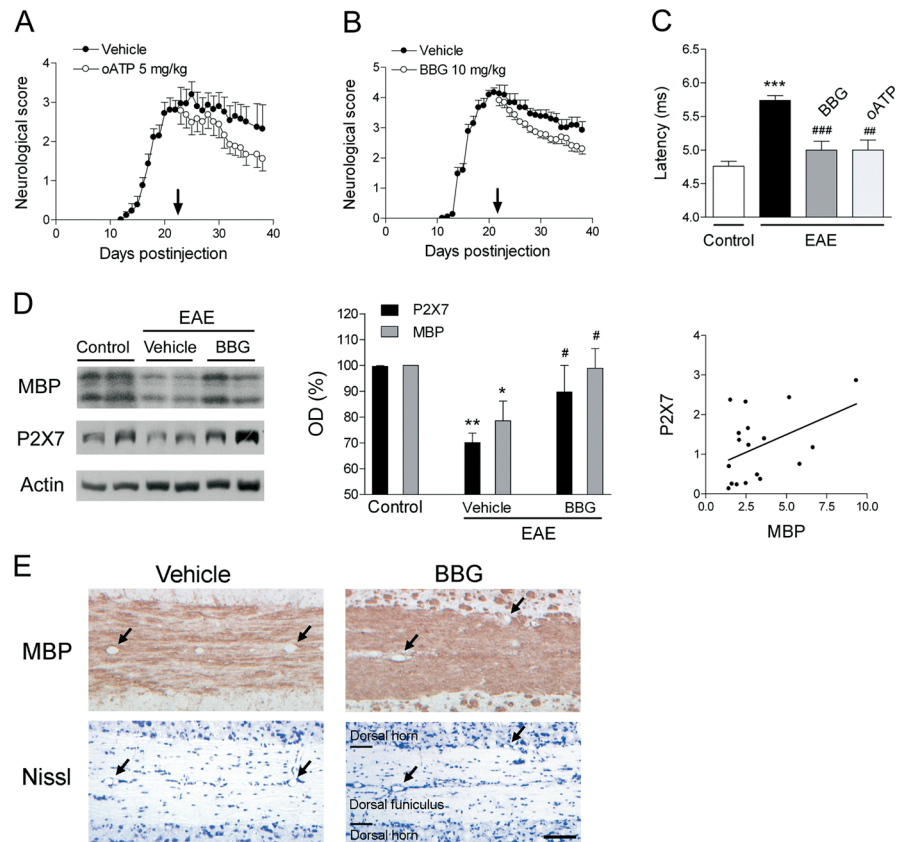 A
Vehicle
oATP 5 mg/kg
Neurological score
4
3
2
1
0
0 10 20 30 40
Days postinjection
B
Vehicle
BBG 10 mg/kg
Neurological score
5
4
3
2
1
0
0 10 20 30 40
Days postinjection
C
Latency (ms)
6.5
6.0
5.5
5.0
4.5
4.0
***
BBG
###
oATP
##
Control
EAE
D
EAE
Control Vehicle BBG
MBP
P2X7
Actin
P2X7
MBP
OD (%)
120
110
100
90
80
70
60
50
**
*
#
#
Control
Vehicle
BBG
EAE
P2X7
4
3
2
1
0
0.0 2.5 5.0 7.5 10.0
MBP
E
Vehicle
BBG
MBP
Nissl
Dorsal horn
Dorsal funiculus
Dorsal horn